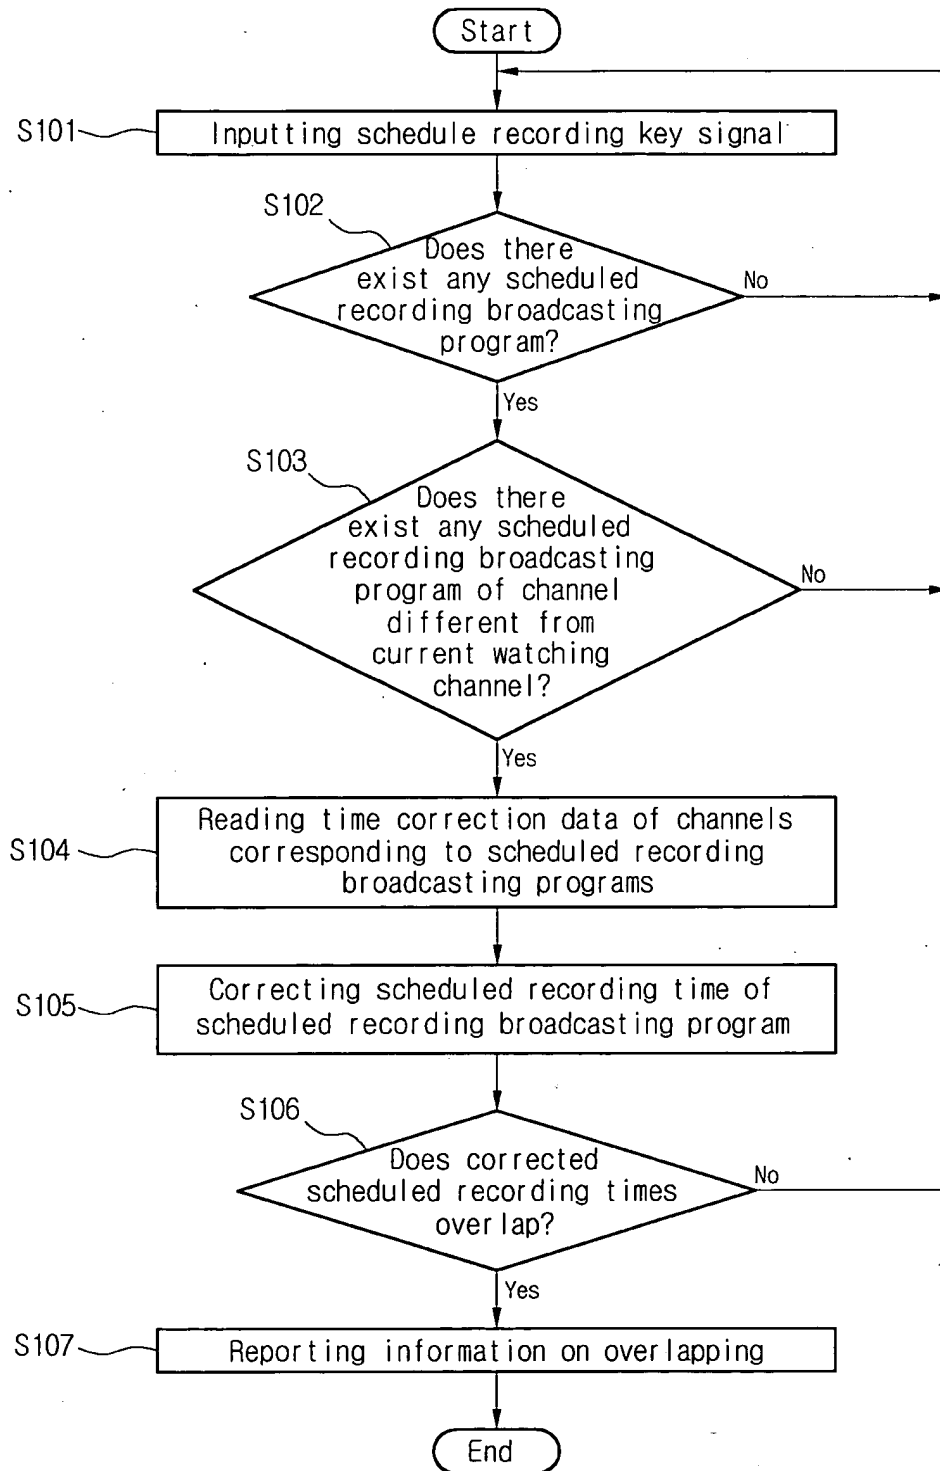 Start
S101
Inputting schedule recording key signal
S102
Does there
exist any scheduled
recording broadcasting
program?
No
Yes
S103
Does there
exist any scheduled
recording broadcasting
program of channel
different from
current watching
channel?
No
Yes
S104
Reading time correction data of channels
corresponding to scheduled recording
broadcasting programs
S105
Correcting scheduled recording time of
scheduled recording broadcasting program
S106
Does corrected
scheduled recording times
overlap?
No
Yes
S107
Reporting information on overlapping
End